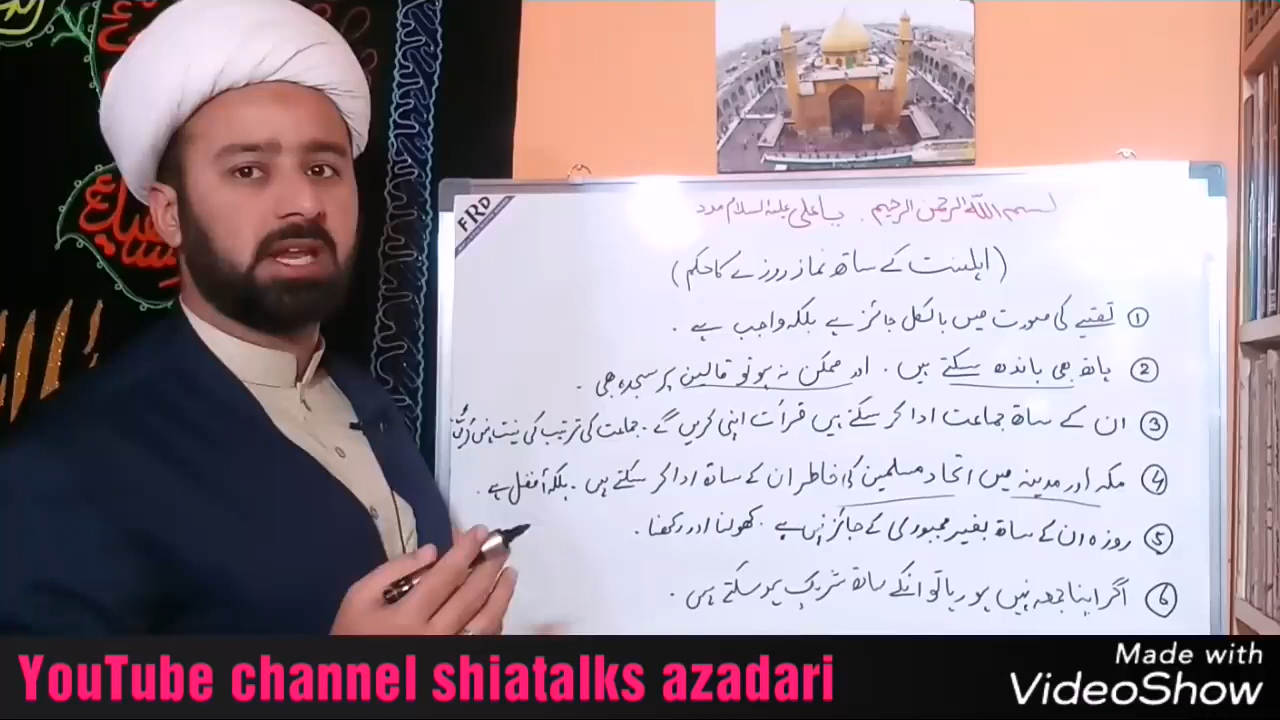 بسم اللہ الرحمن الرحیم . یا علی علیہ السلام مدد
(اہلسنت کے ساتھ نماز روزے کا حکم)
① تقیے کی صورت میں بالکل جائز ہے بلکہ واجب ہے .
② ہاتھ بھی باندھ سکتے ہیں . اور ممکن نہ ہو تو قالین پر سجدہ بھی .
③ ان کے ساتھ جماعت ادا کر سکتے ہیں قرأت اپنی کریں گے . جماعت کی ترتیب کی نیت
④ مکہ اور مدینہ میں اتحاد مسلمین کی خاطر ان کے ساتھ ادا کر سکتے ہیں . بلکہ افضل ہے .
⑤ روزہ ان کے ساتھ بغیر مجبوری کے جائز نہیں ہے . کھولنا اور رکھنا .
⑥ اگر اپنا جمعہ نہیں ہو رہا تو انکے ساتھ شریک ہو سکتے ہیں .
FRD
YouTube channel shiatalks azadari
Made with
VideoShow